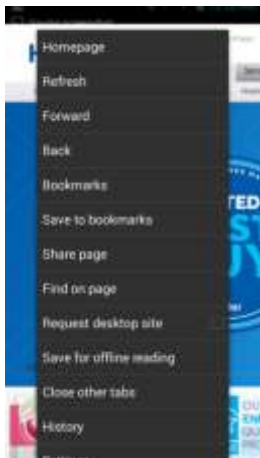 Homepage
Refresh
Forward
Back
Bookmarks
Save to bookmarks
Share page
Find on page
Request desktop site
Save for offline reading
Close other tabs
History